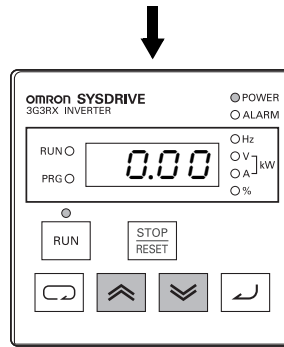 OMRON SYSDRIVE
3G3RX INVERTER
POWER
ALARM
RUN
PRG
0.00
Hz
V
A
kW
%
RUN
STOP
RESET